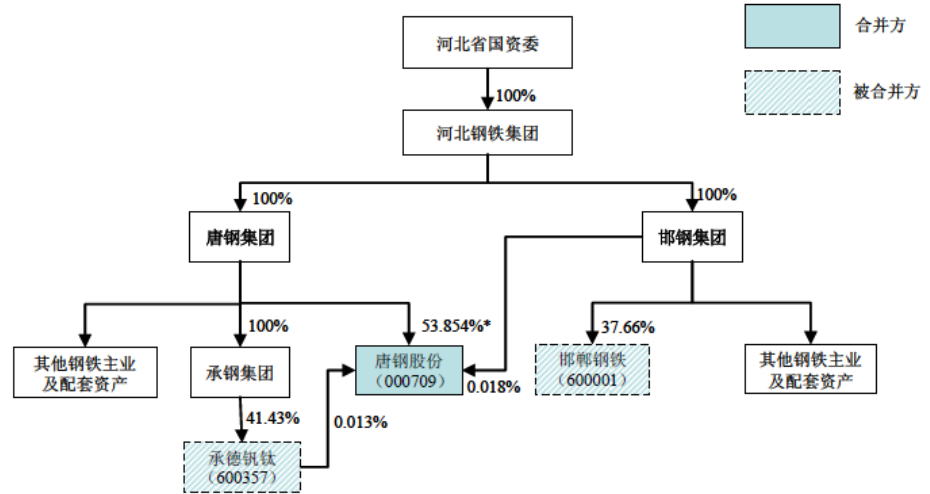 河北省国资委
合并方
被合并方
100%
河北钢铁集团
100%
100%
唐钢集团
邯钢集团
100%
53.854%*
37.66%
其他钢铁主业
及配套资产
承钢集团
唐钢股份
（000709）
0.018%
邯郸钢铁
（600001）
其他钢铁主业
及配套资产
41.43%
0.013%
承德钒钛
（600357）